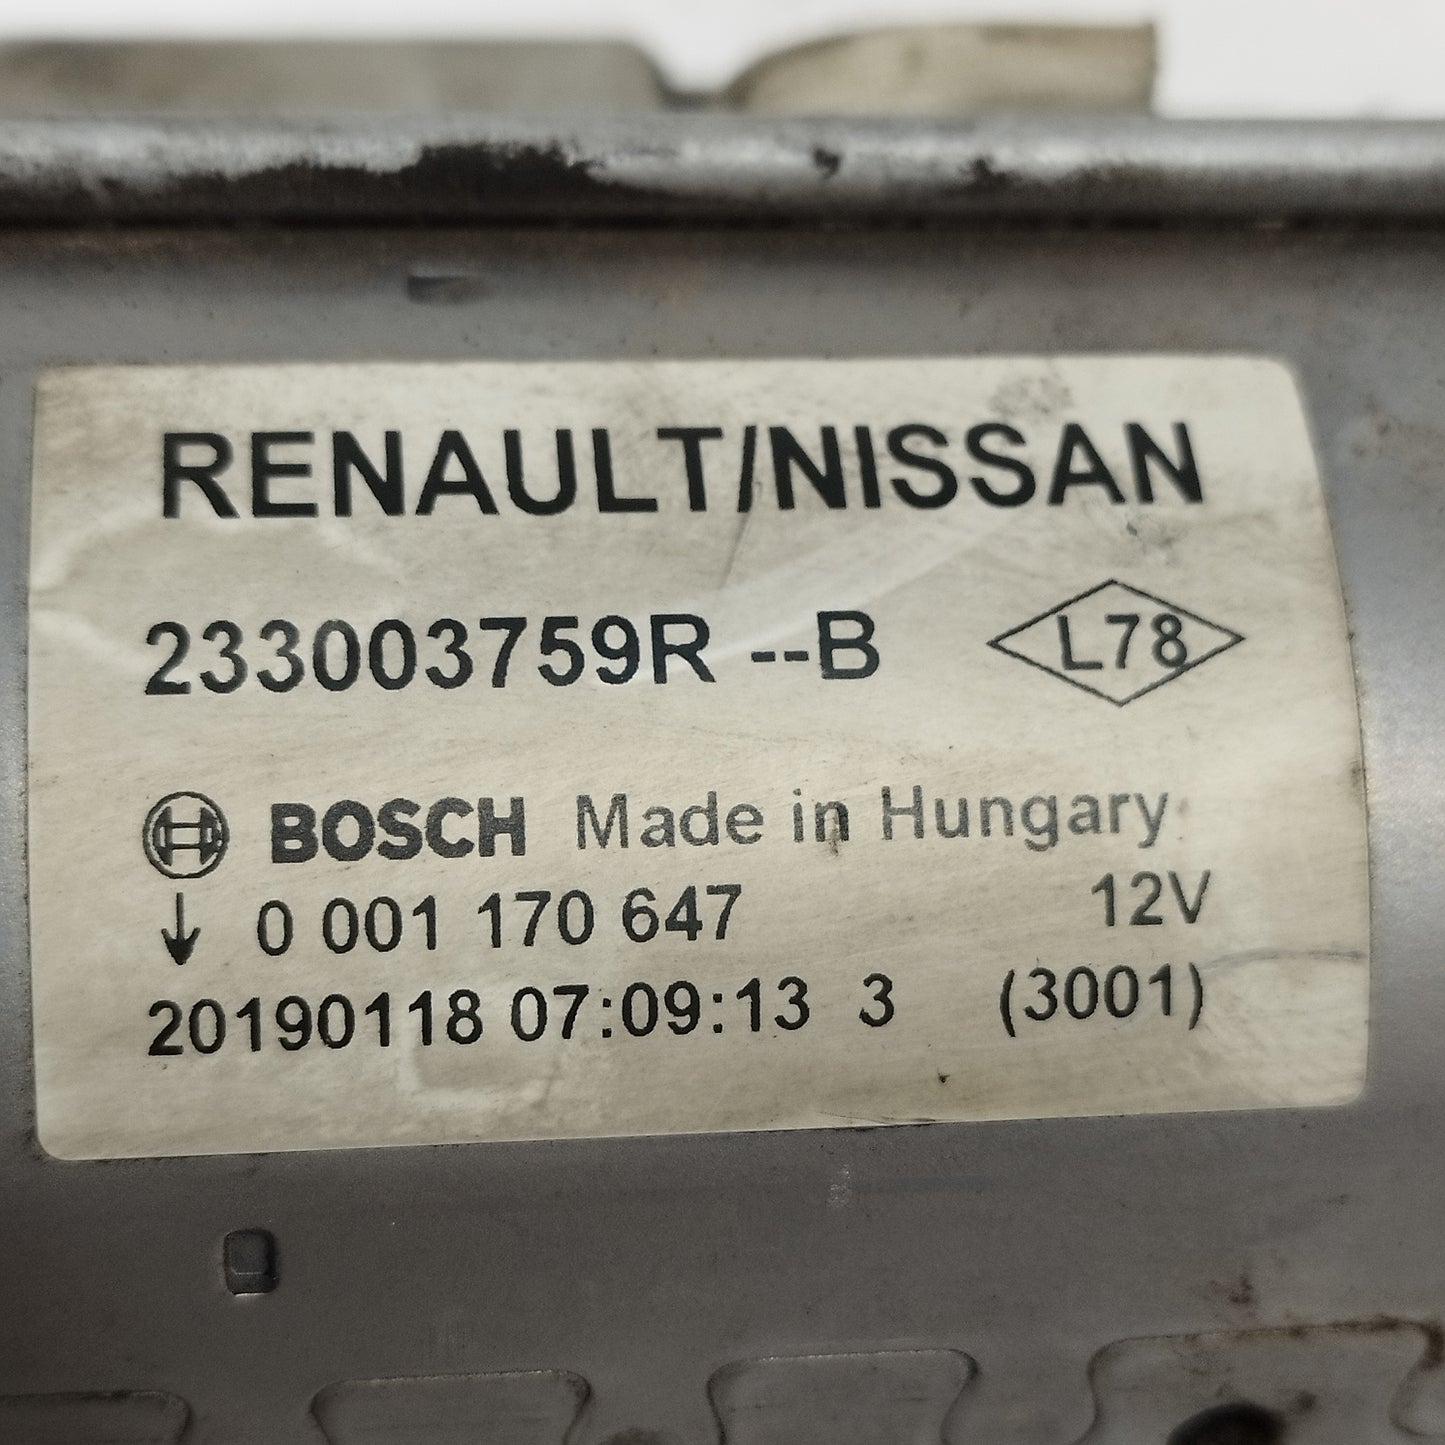 RENAULT/NISSAN
233003759R --B L78
BOSCH Made in Hungary
↓ 0 001 170 647 12V
20190118 07:09:13 3 (3001)